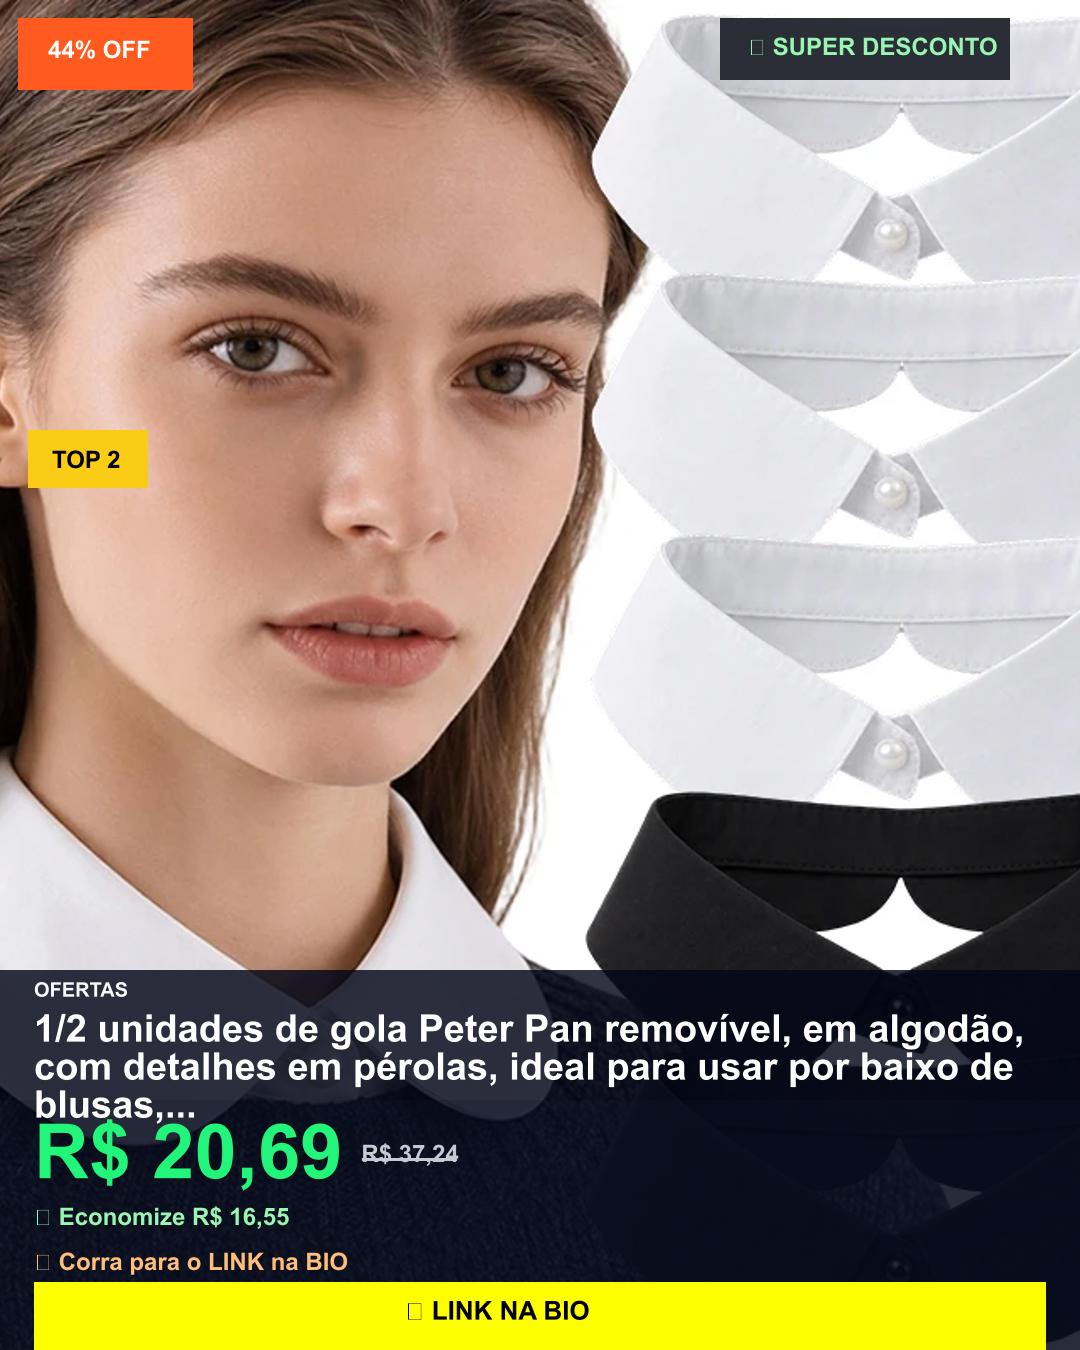 44% OFF
SUPER DESCONTO
TOP 2
OFERTAS
1/2 unidades de gola Peter Pan removível, em algodão,
com detalhes em pérolas, ideal para usar por baixo de
blusas,...
R$ 20,69 R$ 37,24
Economize R$ 16,55
Corra para o LINK na BIO
LINK NA BIO